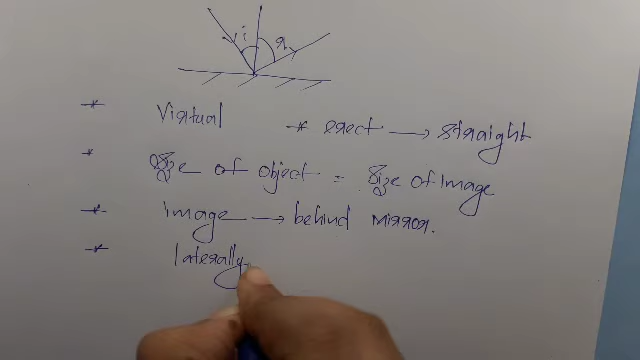 i r
* Virtual * erect → straight
* Size of object = Size of Image
* image → behind mirror.
* laterally